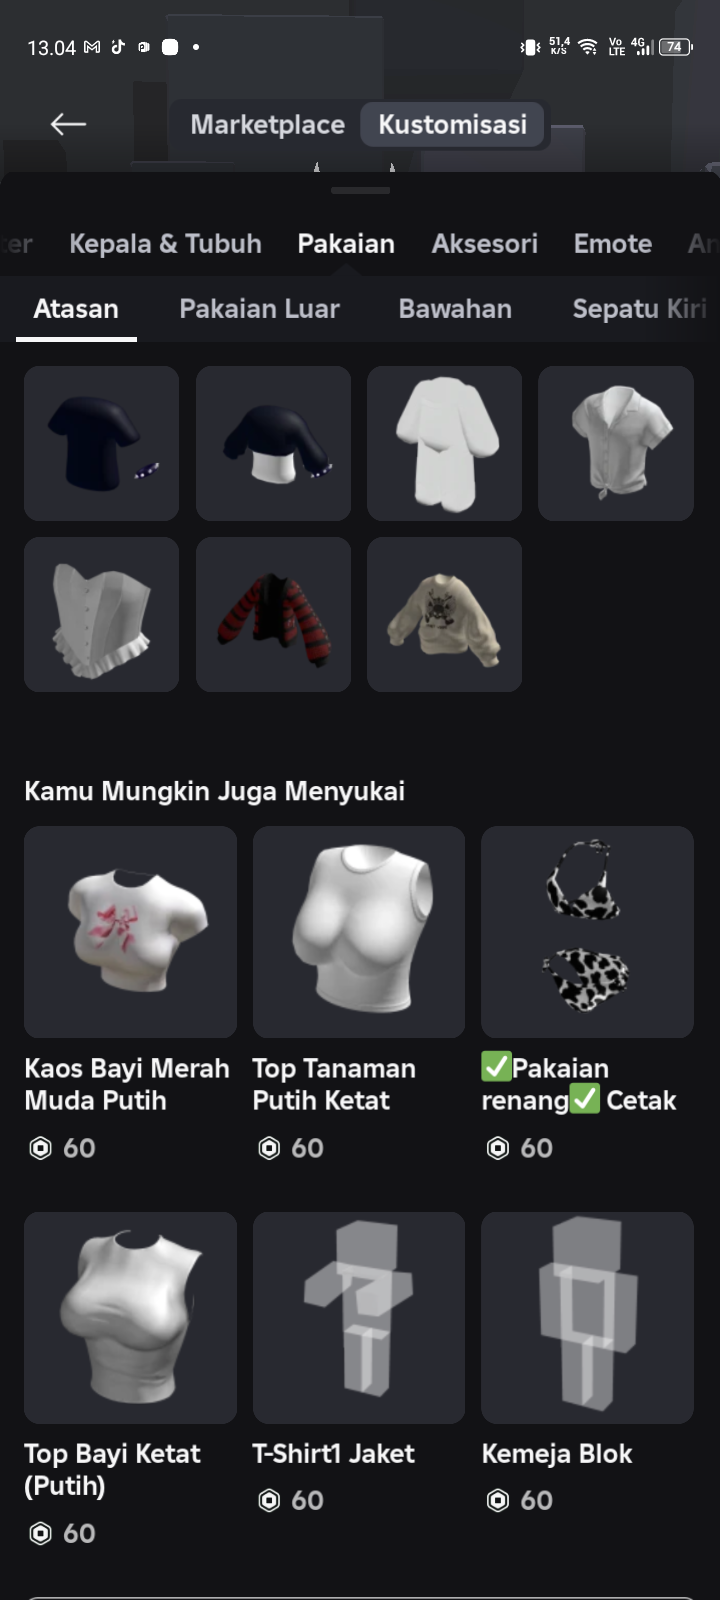 13.04
51,4
K/S
Vo
LTE
4G
74
Marketplace
Kustomisasi
er
Kepala & Tubuh
Pakaian
Aksesori
Emote
An
Atasan
Pakaian Luar
Bawahan
Sepatu Kiri
Kamu Mungkin Juga Menyukai
Kaos Bayi Merah
Muda Putih
60
Top Tanaman
Putih Ketat
60
✅Pakaian
renang✅ Cetak
60
Top Bayi Ketat
(Putih)
60
T-Shirt1 Jaket
60
Kemeja Blok
60